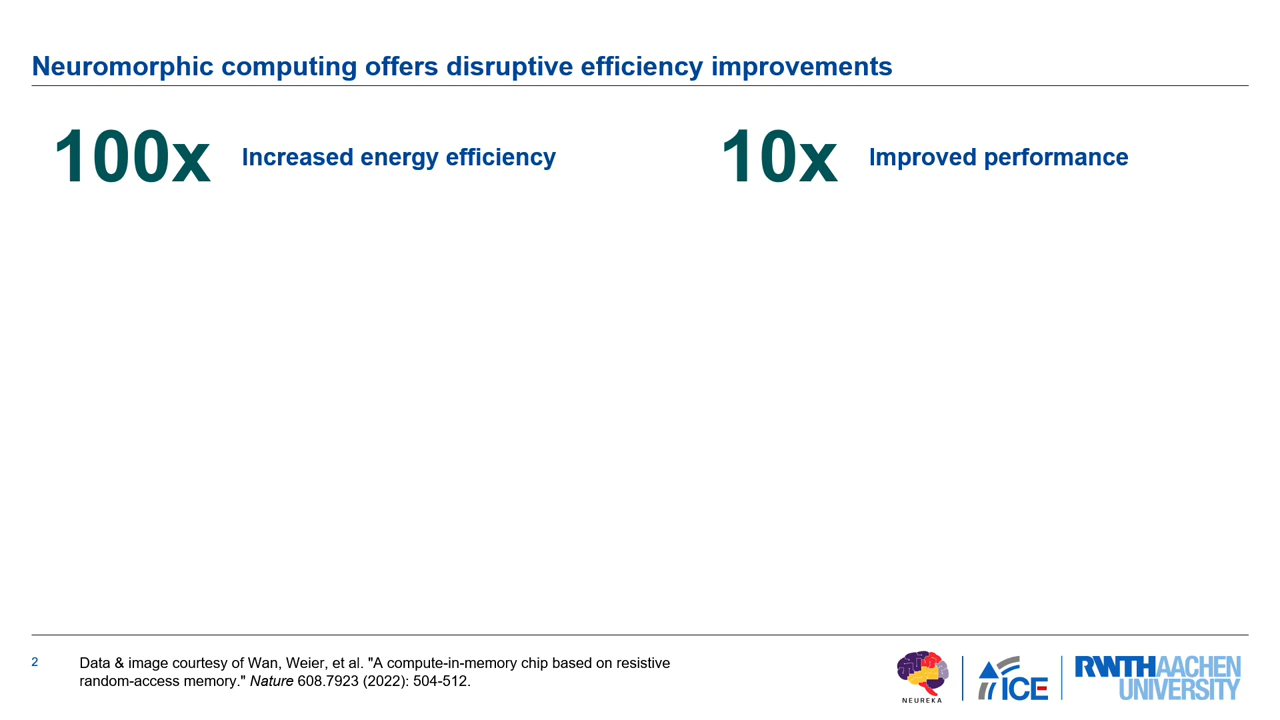 Neuromorphic computing offers disruptive efficiency improvements
100x Increased energy efficiency
10x Improved performance
2
Data & image courtesy of Wan, Weier, et al. "A compute-in-memory chip based on resistive
random-access memory." Nature 608.7923 (2022): 504-512.
NEUREKA
ICE
RWTHAACHEN
UNIVERSITY